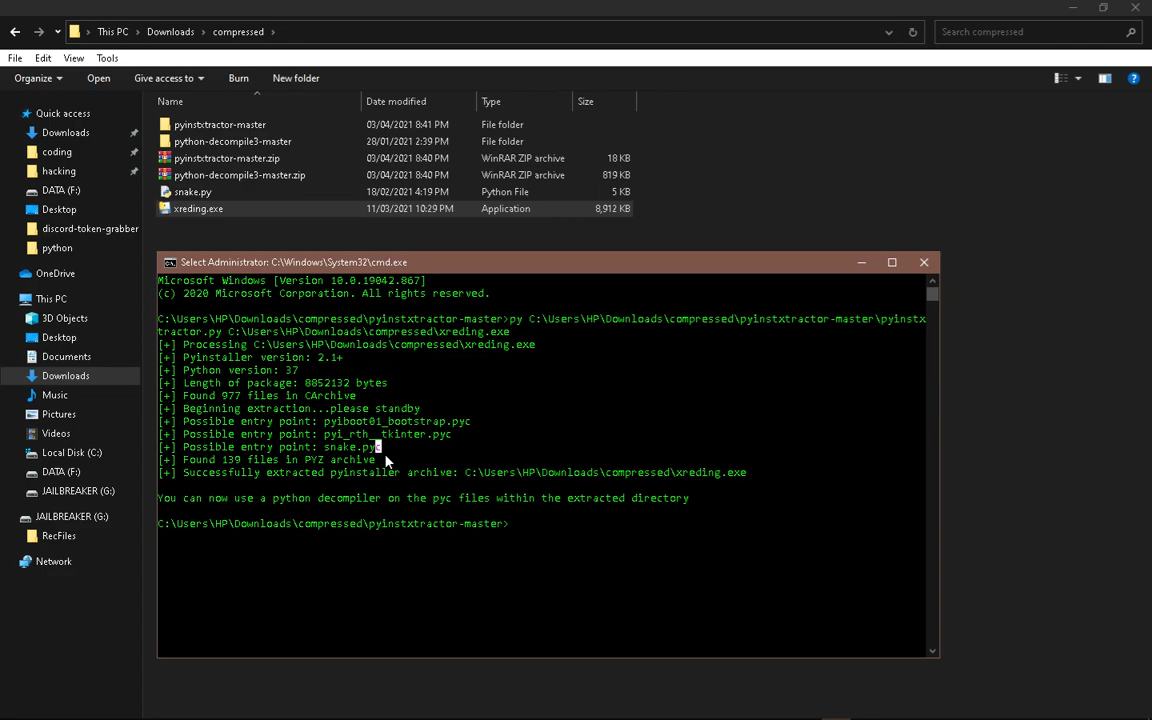 This PC > Downloads > compressed >
Search compressed
File Edit View Tools
Organize Open Give access to Burn New folder
Name Date modified Type Size
Quick access
Downloads
coding
hacking
DATA (F:)
Desktop
discord-token-grabber
python
OneDrive
This PC
3D Objects
Desktop
Documents
Downloads
Music
Pictures
Videos
Local Disk (C:)
DATA (F:)
JAILBREAKER (G:)
JAILBREAKER (G:)
RecFiles
Network
pyinstxtractor-master 03/04/2021 8:41 PM File folder
python-decompile3-master 28/01/2021 2:39 PM File folder
pyinstxtractor-master.zip 03/04/2021 8:40 PM WinRAR ZIP archive 18 KB
python-decompile3-master.zip 03/04/2021 8:40 PM WinRAR ZIP archive 819 KB
snake.py 18/02/2021 4:19 PM Python File 5 KB
xreding.exe 11/03/2021 10:29 PM Application 8,912 KB
Select Administrator: C:\Windows\System32\cmd.exe
Microsoft Windows [Version 10.0.19042.867]
(c) 2020 Microsoft Corporation. All rights reserved.
C:\Users\HP\Downloads\compressed\pyinstxtractor-master>py C:\Users\HP\Downloads\compressed\pyinstxtractor-master\pyinstx
tractor.py C:\Users\HP\Downloads\compressed\xreding.exe
[+] Processing C:\Users\HP\Downloads\compressed\xreding.exe
[+] Pyinstaller version: 2.1+
[+] Python version: 37
[+] Length of package: 8852132 bytes
[+] Found 977 files in CArchive
[+] Beginning extraction...please standby
[+] Possible entry point: pyiboot01_bootstrap.pyc
[+] Possible entry point: pyi_rth__tkinter.pyc
[+] Possible entry point: snake.pyc
[+] Found 139 files in PYZ archive
[+] Successfully extracted pyinstaller archive: C:\Users\HP\Downloads\compressed\xreding.exe
You can now use a python decompiler on the pyc files within the extracted directory
C:\Users\HP\Downloads\compressed\pyinstxtractor-master>